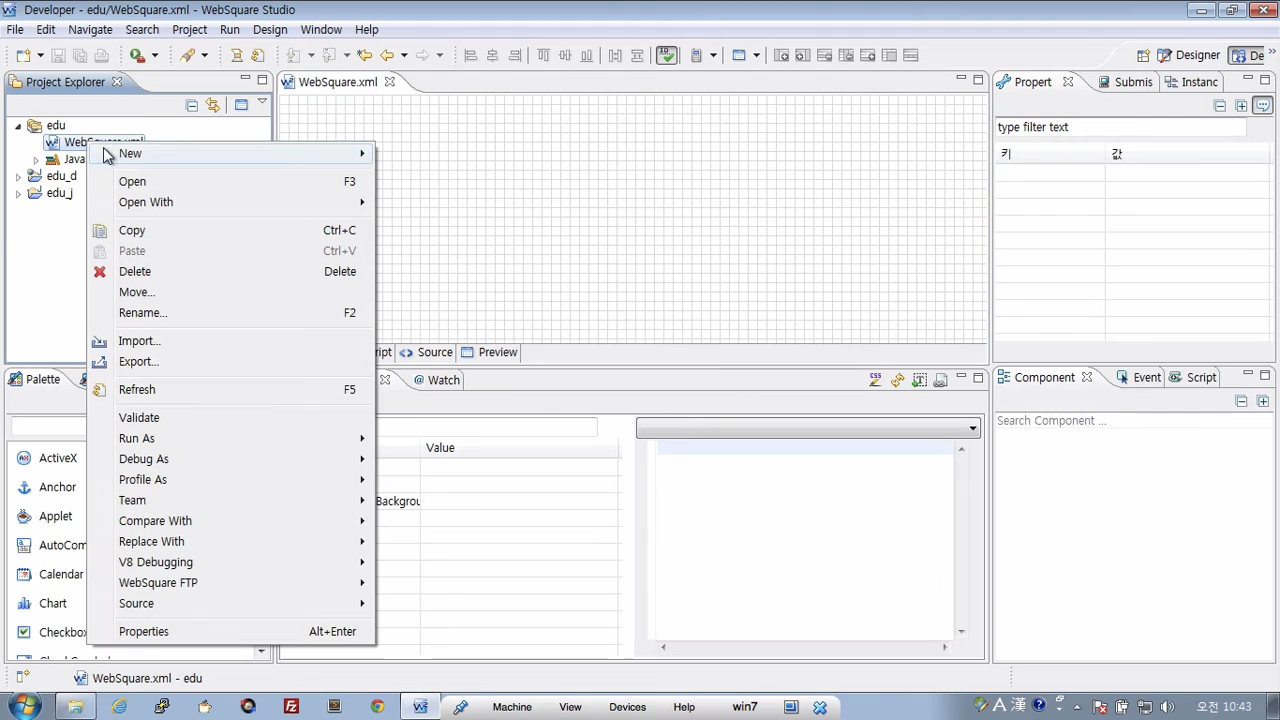 Developer - edu/WebSquare.xml - WebSquare Studio
File Edit Navigate Search Project Run Design Window Help
Designer De
Project Explorer
WebSquare.xml
Propert Submis Instanc
type filter text
키 값
edu
WebSquare.xml
Java
edu_d
edu_j
New
Open F3
Open With
Copy Ctrl+C
Paste Ctrl+V
Delete Delete
Move...
Rename... F2
Import...
Export...
Refresh F5
Validate
Run As
Debug As
Profile As
Team
Compare With
Replace With
V8 Debugging
WebSquare FTP
Source
Properties Alt+Enter
ript Source Preview
Palette
Watch
Component Event Script
Search Component ...
Value
Backgrou
ActiveX
Anchor
Applet
AutoCom
Calendar
Chart
Checkbox
WebSquare.xml - edu
Machine View Devices Help win7
A 漢
오전 10:43